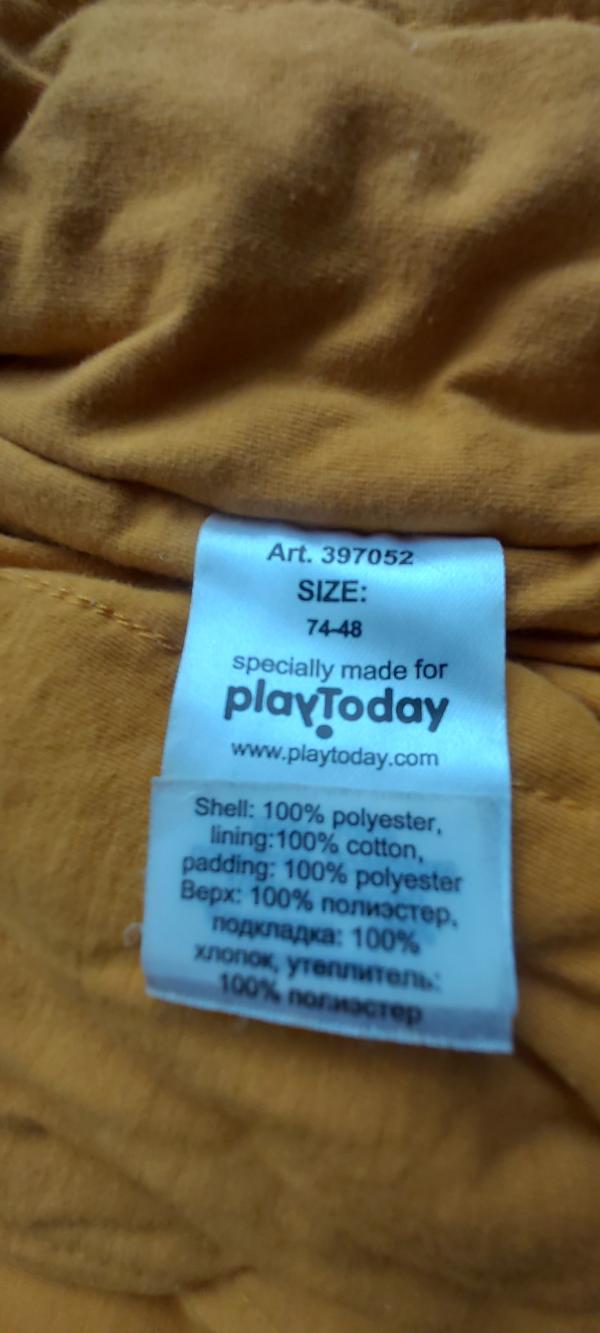 Art. 397052
SIZE:
74-48
specially made for
playToday
www.playtoday.com
Shell: 100% polyester,
lining:100% cotton,
padding: 100% polyester
Верх: 100% полиэстер,
подкладка: 100%
хлопок, утеплитель:
100% полиэстер